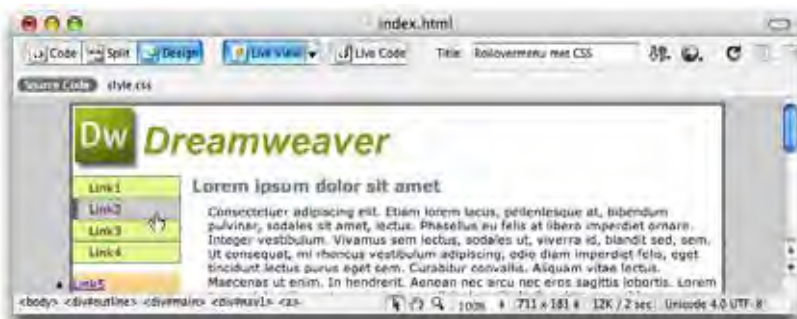 index.html
Code Split Design Live View Live Code Title: Rollovermenu met CSS
Source Code style.css
Dw Dreamweaver
Link1
Lorem ipsum dolor sit amet
Link2
Link3
Link4
Link5
Consectetuer adipiscing elit. Etiam lorem lacus, pellentesque at, bibendum
pulvinar, sodales sit amet, lectus. Phasellus eu felis at libero imperdiet ornare.
Integer vestibulum. Vivamus sem lectus, sodales ut, viverra id, blandit sed, sem.
Ut consequat, mi rhoncus vestibulum adipiscing, odio diam imperdiet felis, eget
tincidunt lectus purus eget sem. Curabitur convallis. Aliquam vitae lectus.
Maecenas ut enim. In hendrerit. Aenean nec arcu nec eros sagittis lobortis. Lorem
<body> <div#outline> <div#main> <div#nav1> <a> 100% 711 x 181 12K / 2 sec Unicode 4.0 UTF-8